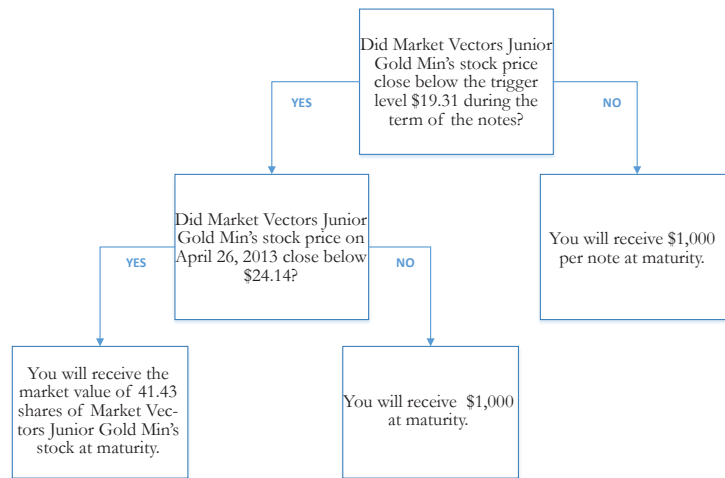 Did Market Vectors Junior
Gold Min's stock price
close below the trigger
level $19.31 during the
term of the notes?
YES
NO
Did Market Vectors Junior
Gold Min's stock price on
April 26, 2013 close below
$24.14?
You will receive $1,000
per note at maturity.
YES
NO
You will receive the
market value of 41.43
shares of Market Vec-
tors Junior Gold Min's
stock at maturity.
You will receive  $1,000
at maturity.